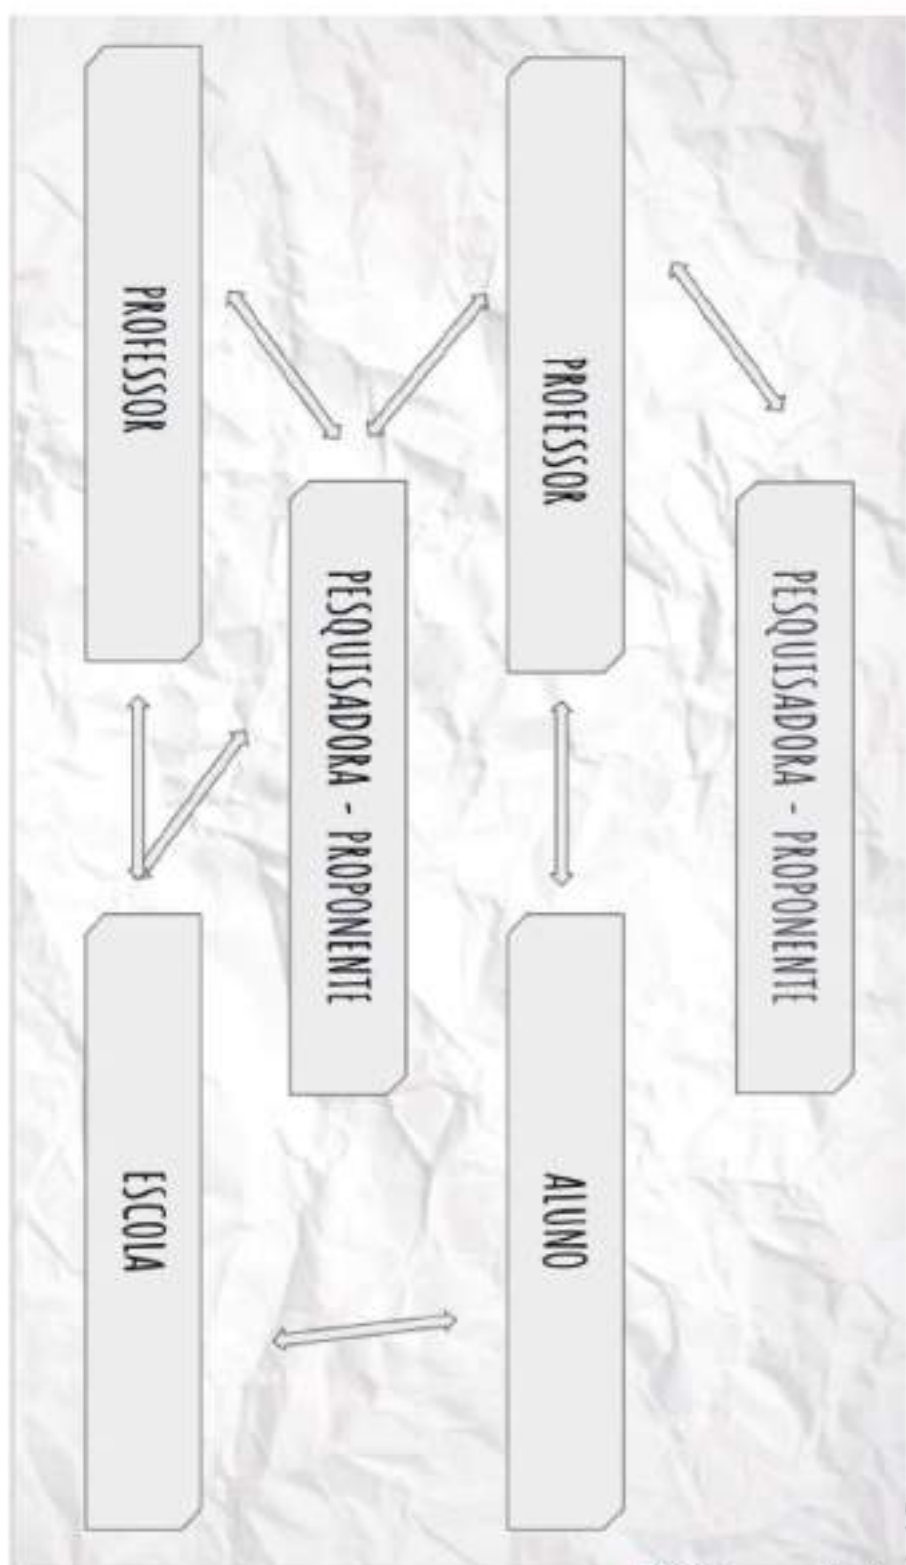 PESQUISADORA - PROPONENTE
PROFESSOR
ALUNO
PESQUISADORA - PROPONENTE
PROFESSOR
ESCOLA